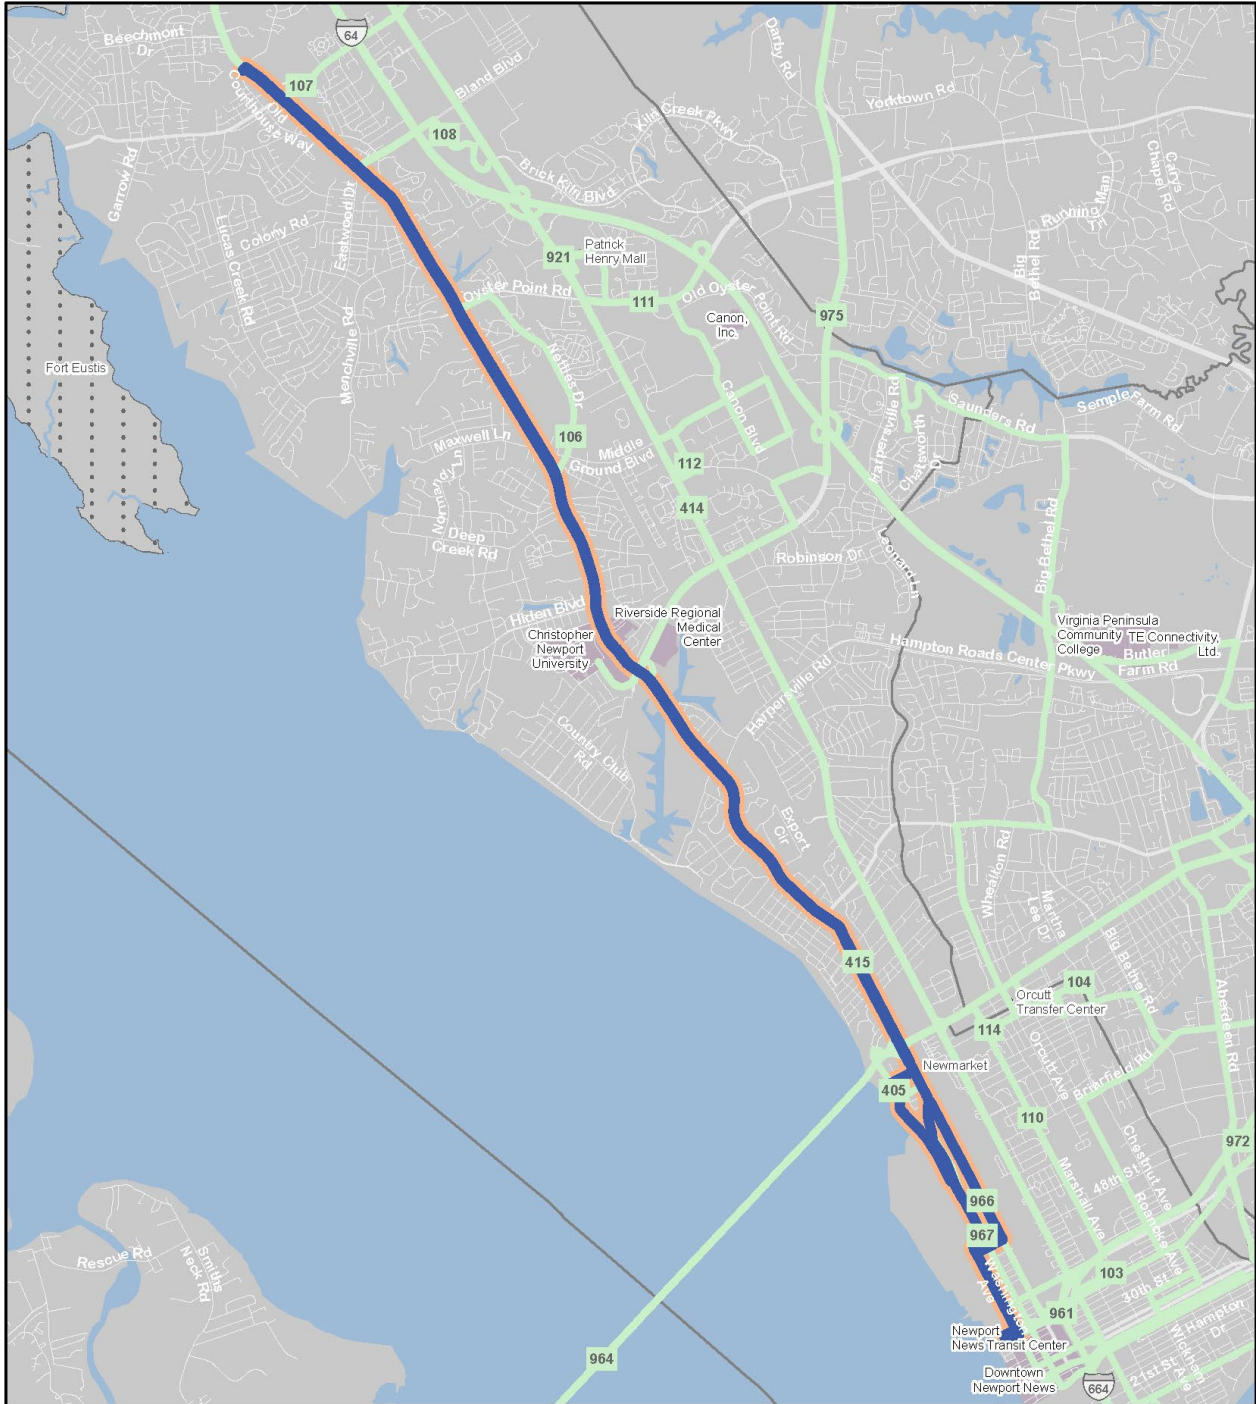 Beechmont
Dr
64
Darby Rd
107
Bland Blvd
Old
Courthouse Way
Yorktown Rd
108
Kiln Creek Pkwy
Garrow Rd
Brick Kiln Blvd
Carys
Chapel Rd
Eastwood Dr
Running
Man
Tr
Lucas Creek Rd
Colony Rd
Patrick
Henry Mall
921
Big
Bethel Rd
Oyster Point Rd
111
Old Oyster
Point Rd
Canon,
Inc.
975
Menchville Rd
Fort Eustis
Nettles Dr
Canon Blvd
Harpersville Rd
Saunders Rd
Semple Farm Rd
Maxwell Ln
106
Middle
Ground Blvd
Chatsworth
Dr
Normandy
Ln
112
414
Deep
Creek Rd
Robinson Dr
Leonard Ln
Big Bethel Rd
Hiden Blvd
Riverside Regional
Medical
Center
Christopher
Newport
University
Virginia Peninsula
Community
College
TE Connectivity,
Ltd.
Hampton Roads Center Pkwy
Butler
Farm Rd
Harpersville Rd
Country Club
Rd
Export
Cir
Wheatton Rd
Martha
Lee Dr
Big Bethel Rd
415
104
Orcutt
Transfer Center
Aberdeen Rd
114
Orcutt Ave
Newmarket
Briarfield Rd
405
110
Chestnut Ave
972
Marshall Ave
48th St
Roanoke Ave
966
967
Rescue Rd
Smiths
Neck Rd
Washington
Ave
103
30th St
961
Hampton
Dr
Newport
News Transit Center
Wickham
Ave
964
21st St
Downtown
Newport News
664